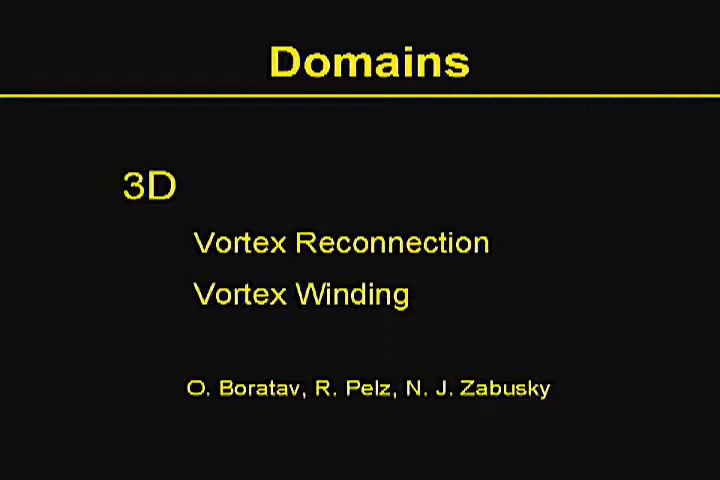 Domains
3D
Vortex Reconnection
Vortex Winding
O. Boratav, R. Pelz, N. J. Zabusky